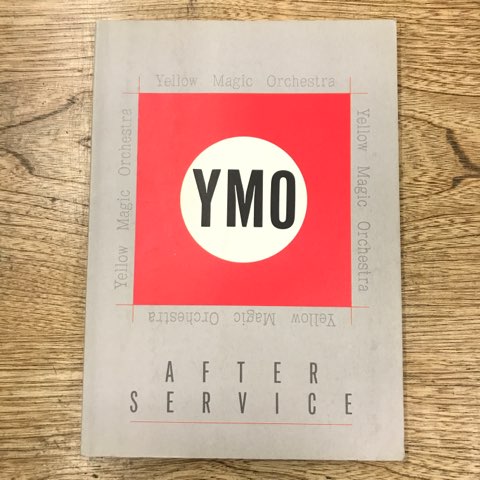 Yellow Magic Orchestra
Yellow Magic Orchestra
YMO
Yellow Magic Orchestra
Yellow Magic Orchestra
AFTER
SERVICE